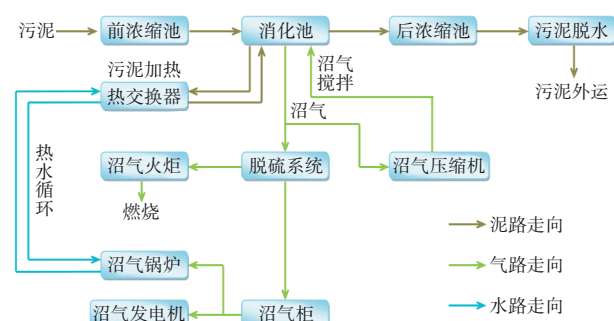 污泥
前浓缩池
消化池
后浓缩池
污泥脱水
污泥加热
沼气
搅拌
污泥外运
热交换器
沼气
热水循环
沼气火炬
脱硫系统
沼气压缩机
燃烧
泥路走向
沼气锅炉
气路走向
沼气发电机
沼气柜
水路走向